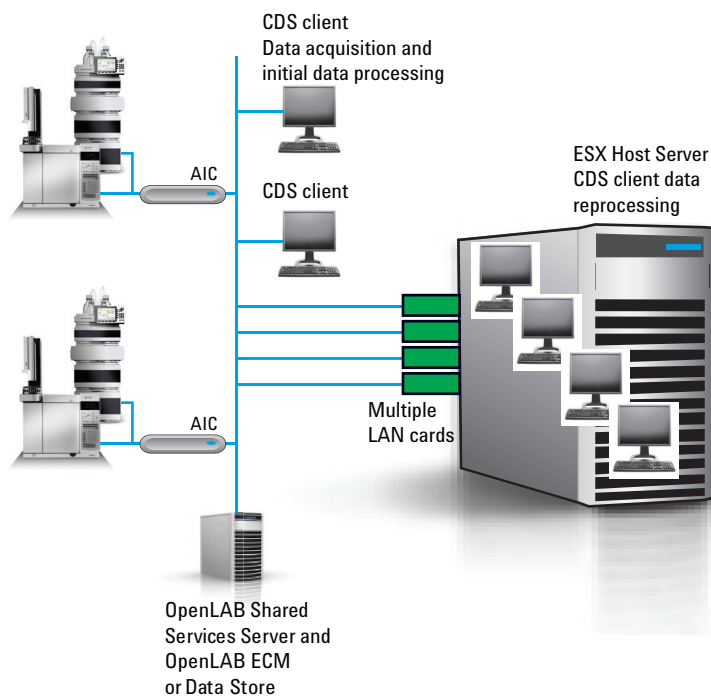 CDS client
Data acquisition and
initial data processing
AIC
CDS client
ESX Host Server
CDS client data
reprocessing
Multiple
LAN cards
AIC
OpenLAB Shared
Services Server and
OpenLAB ECM
or Data Store